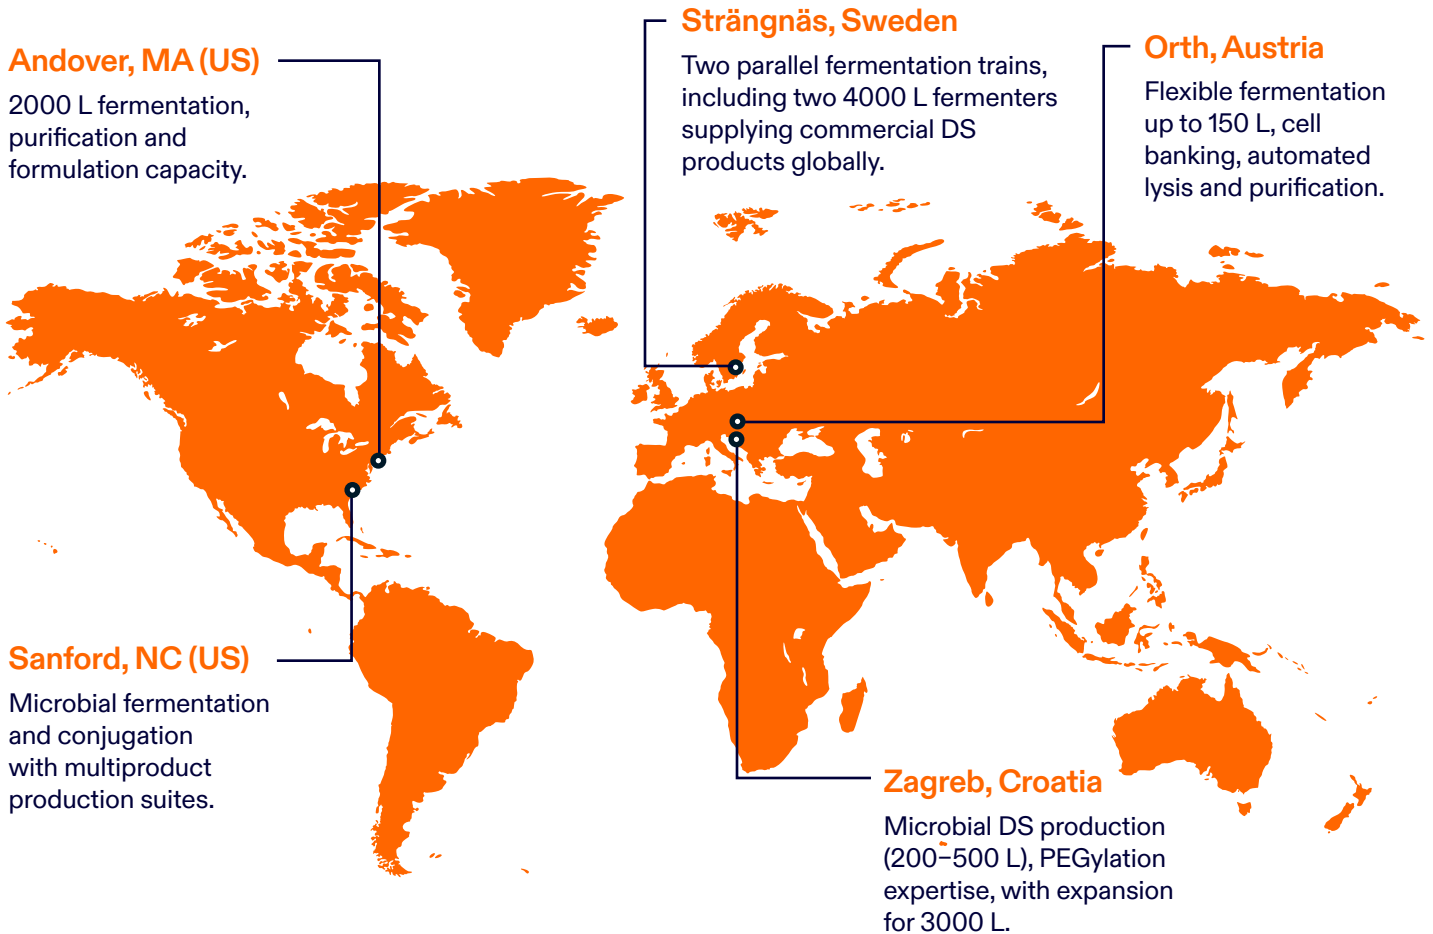 Andover, MA (US)
2000 L fermentation,
purification and
formulation capacity.
Strängnäs, Sweden
Two parallel fermentation trains,
including two 4000 L fermenters
supplying commercial DS
products globally.
Orth, Austria
Flexible fermentation
up to 150 L, cell
banking, automated
lysis and purification.
Sanford, NC (US)
Microbial fermentation
and conjugation
with multiproduct
production suites.
Zagreb, Croatia
Microbial DS production
(200–500 L), PEGylation
expertise, with expansion
for 3000 L.